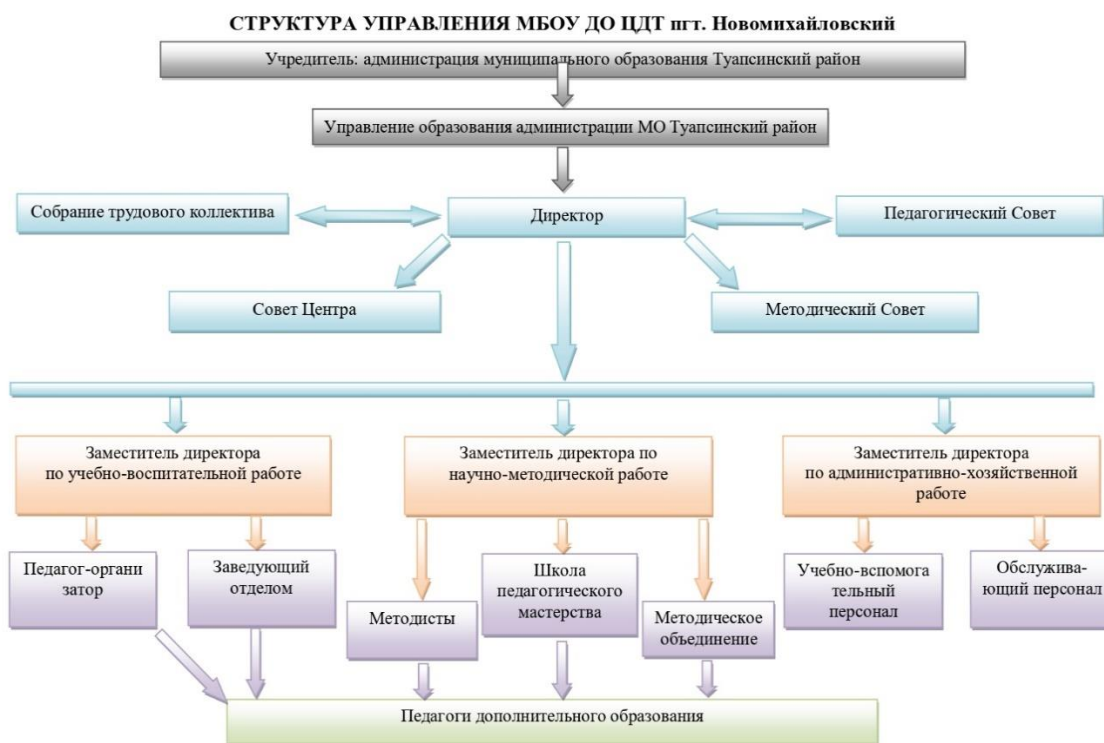 СТРУКТУРА УПРАВЛЕНИЯ МБОУ ДО ЦДТ пгт. Новомихайловский
Учредитель: администрация муниципального образования Туапсинский район
Управление образования администрации МО Туапсинский район
Собрание трудового коллектива
Директор
Педагогический Совет
Совет Центра
Методический Совет
Заместитель директора
по учебно-воспитательной работе
Заместитель директора по
научно-методической работе
Заместитель директора
по административно-хозяйственной
работе
Педагог-органи
затор
Заведующий
отделом
Методисты
Школа
педагогического
мастерства
Методическое
объединение
Учебно-вспомога
тельный
персонал
Обслужива-
ющий персонал
Педагоги дополнительного образования